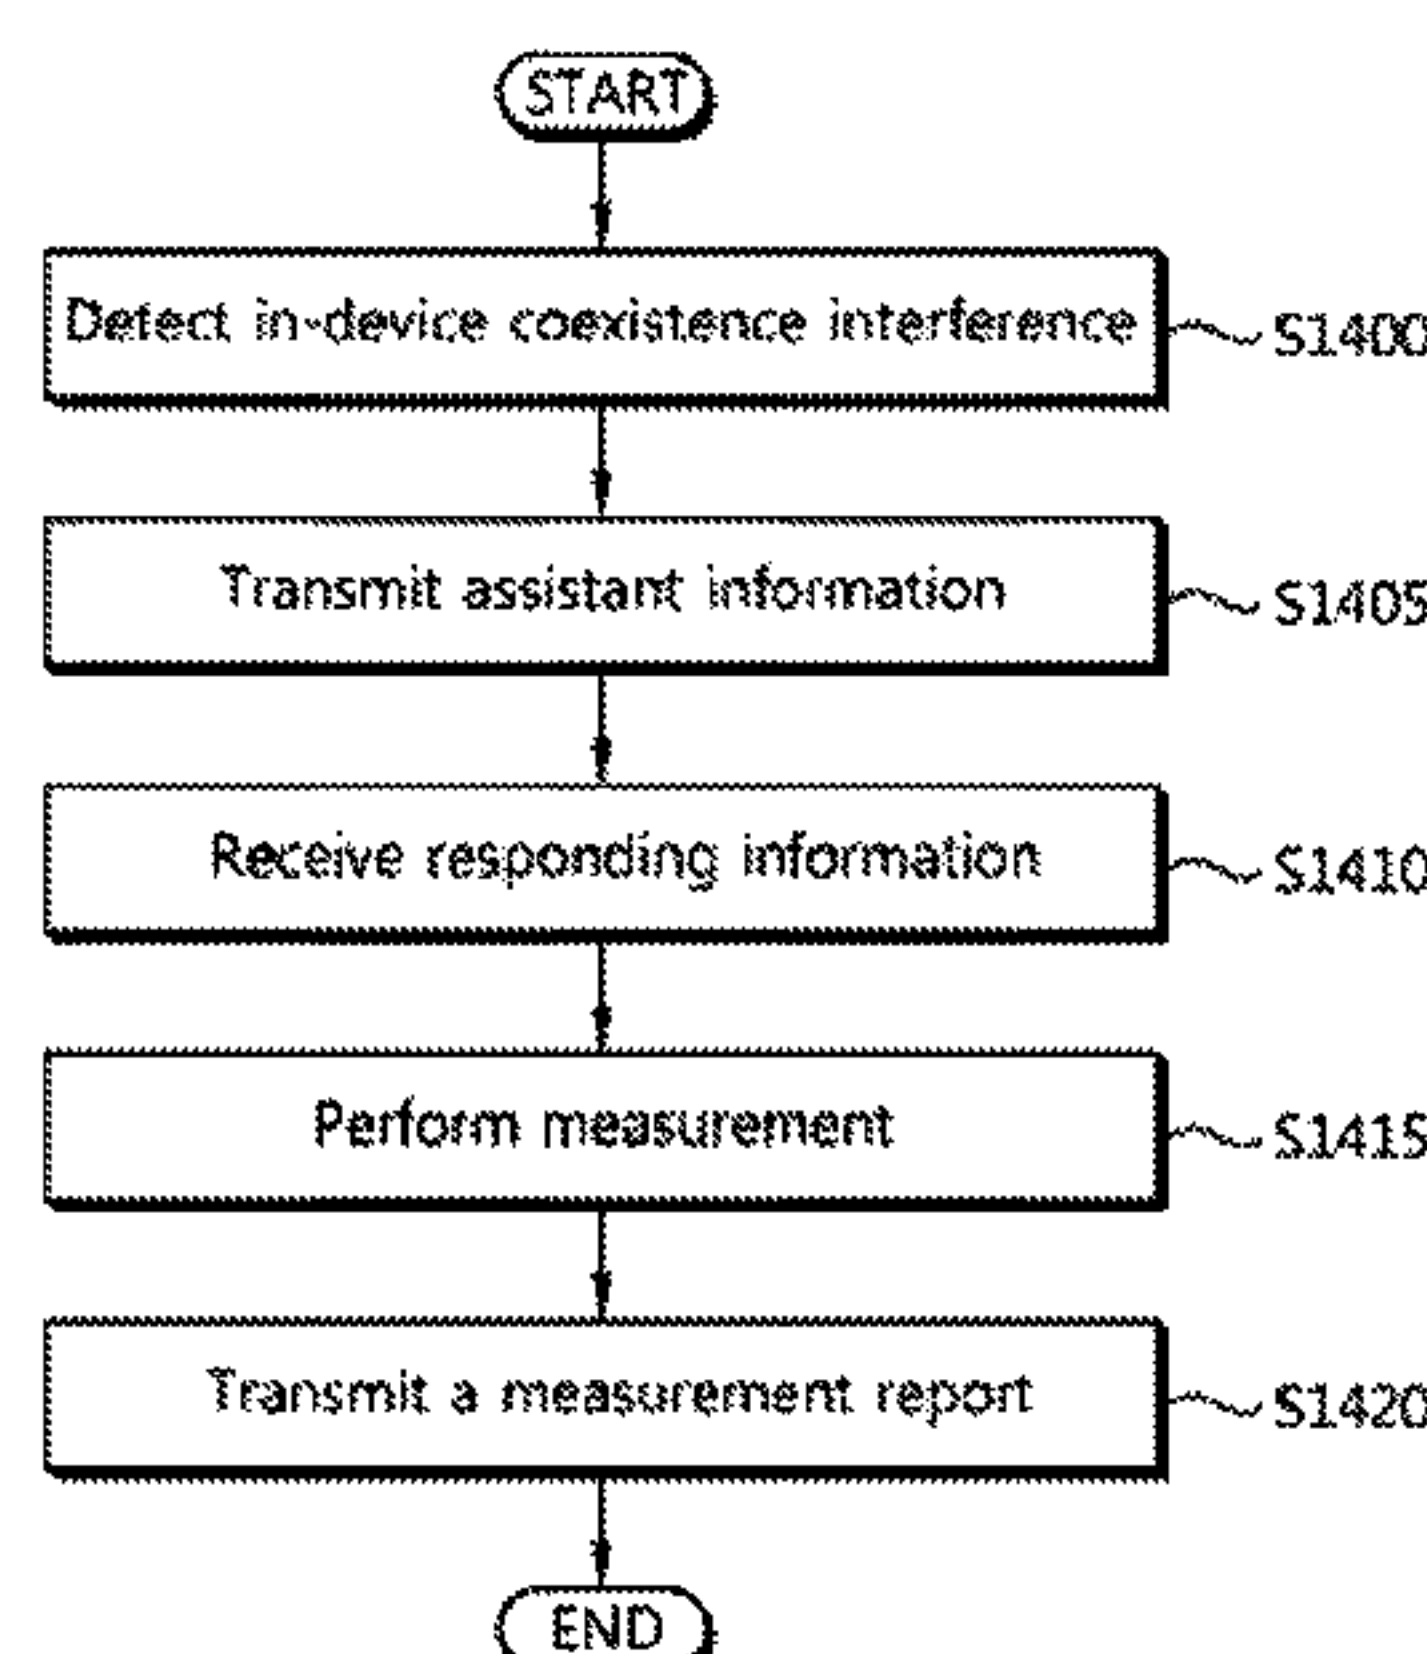 START
Detect in-device coexistence interference
S1400
Transmit assistant information
S1405
Receive responding information
S1410
Perform measurement
S1415
Transmit a measurement report
S1420
END